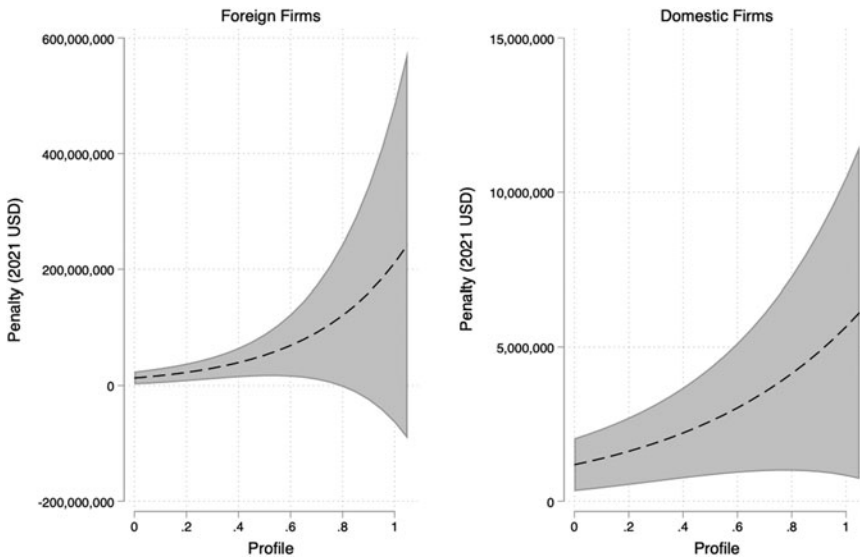 Foreign Firms
600,000,000
400,000,000
200,000,000
0
-200,000,000
Penalty (2021 USD)
0 .2 .4 .6 .8 1
Profile
Domestic Firms
15,000,000
10,000,000
5,000,000
0
Penalty (2021 USD)
0 .2 .4 .6 .8 1
Profile